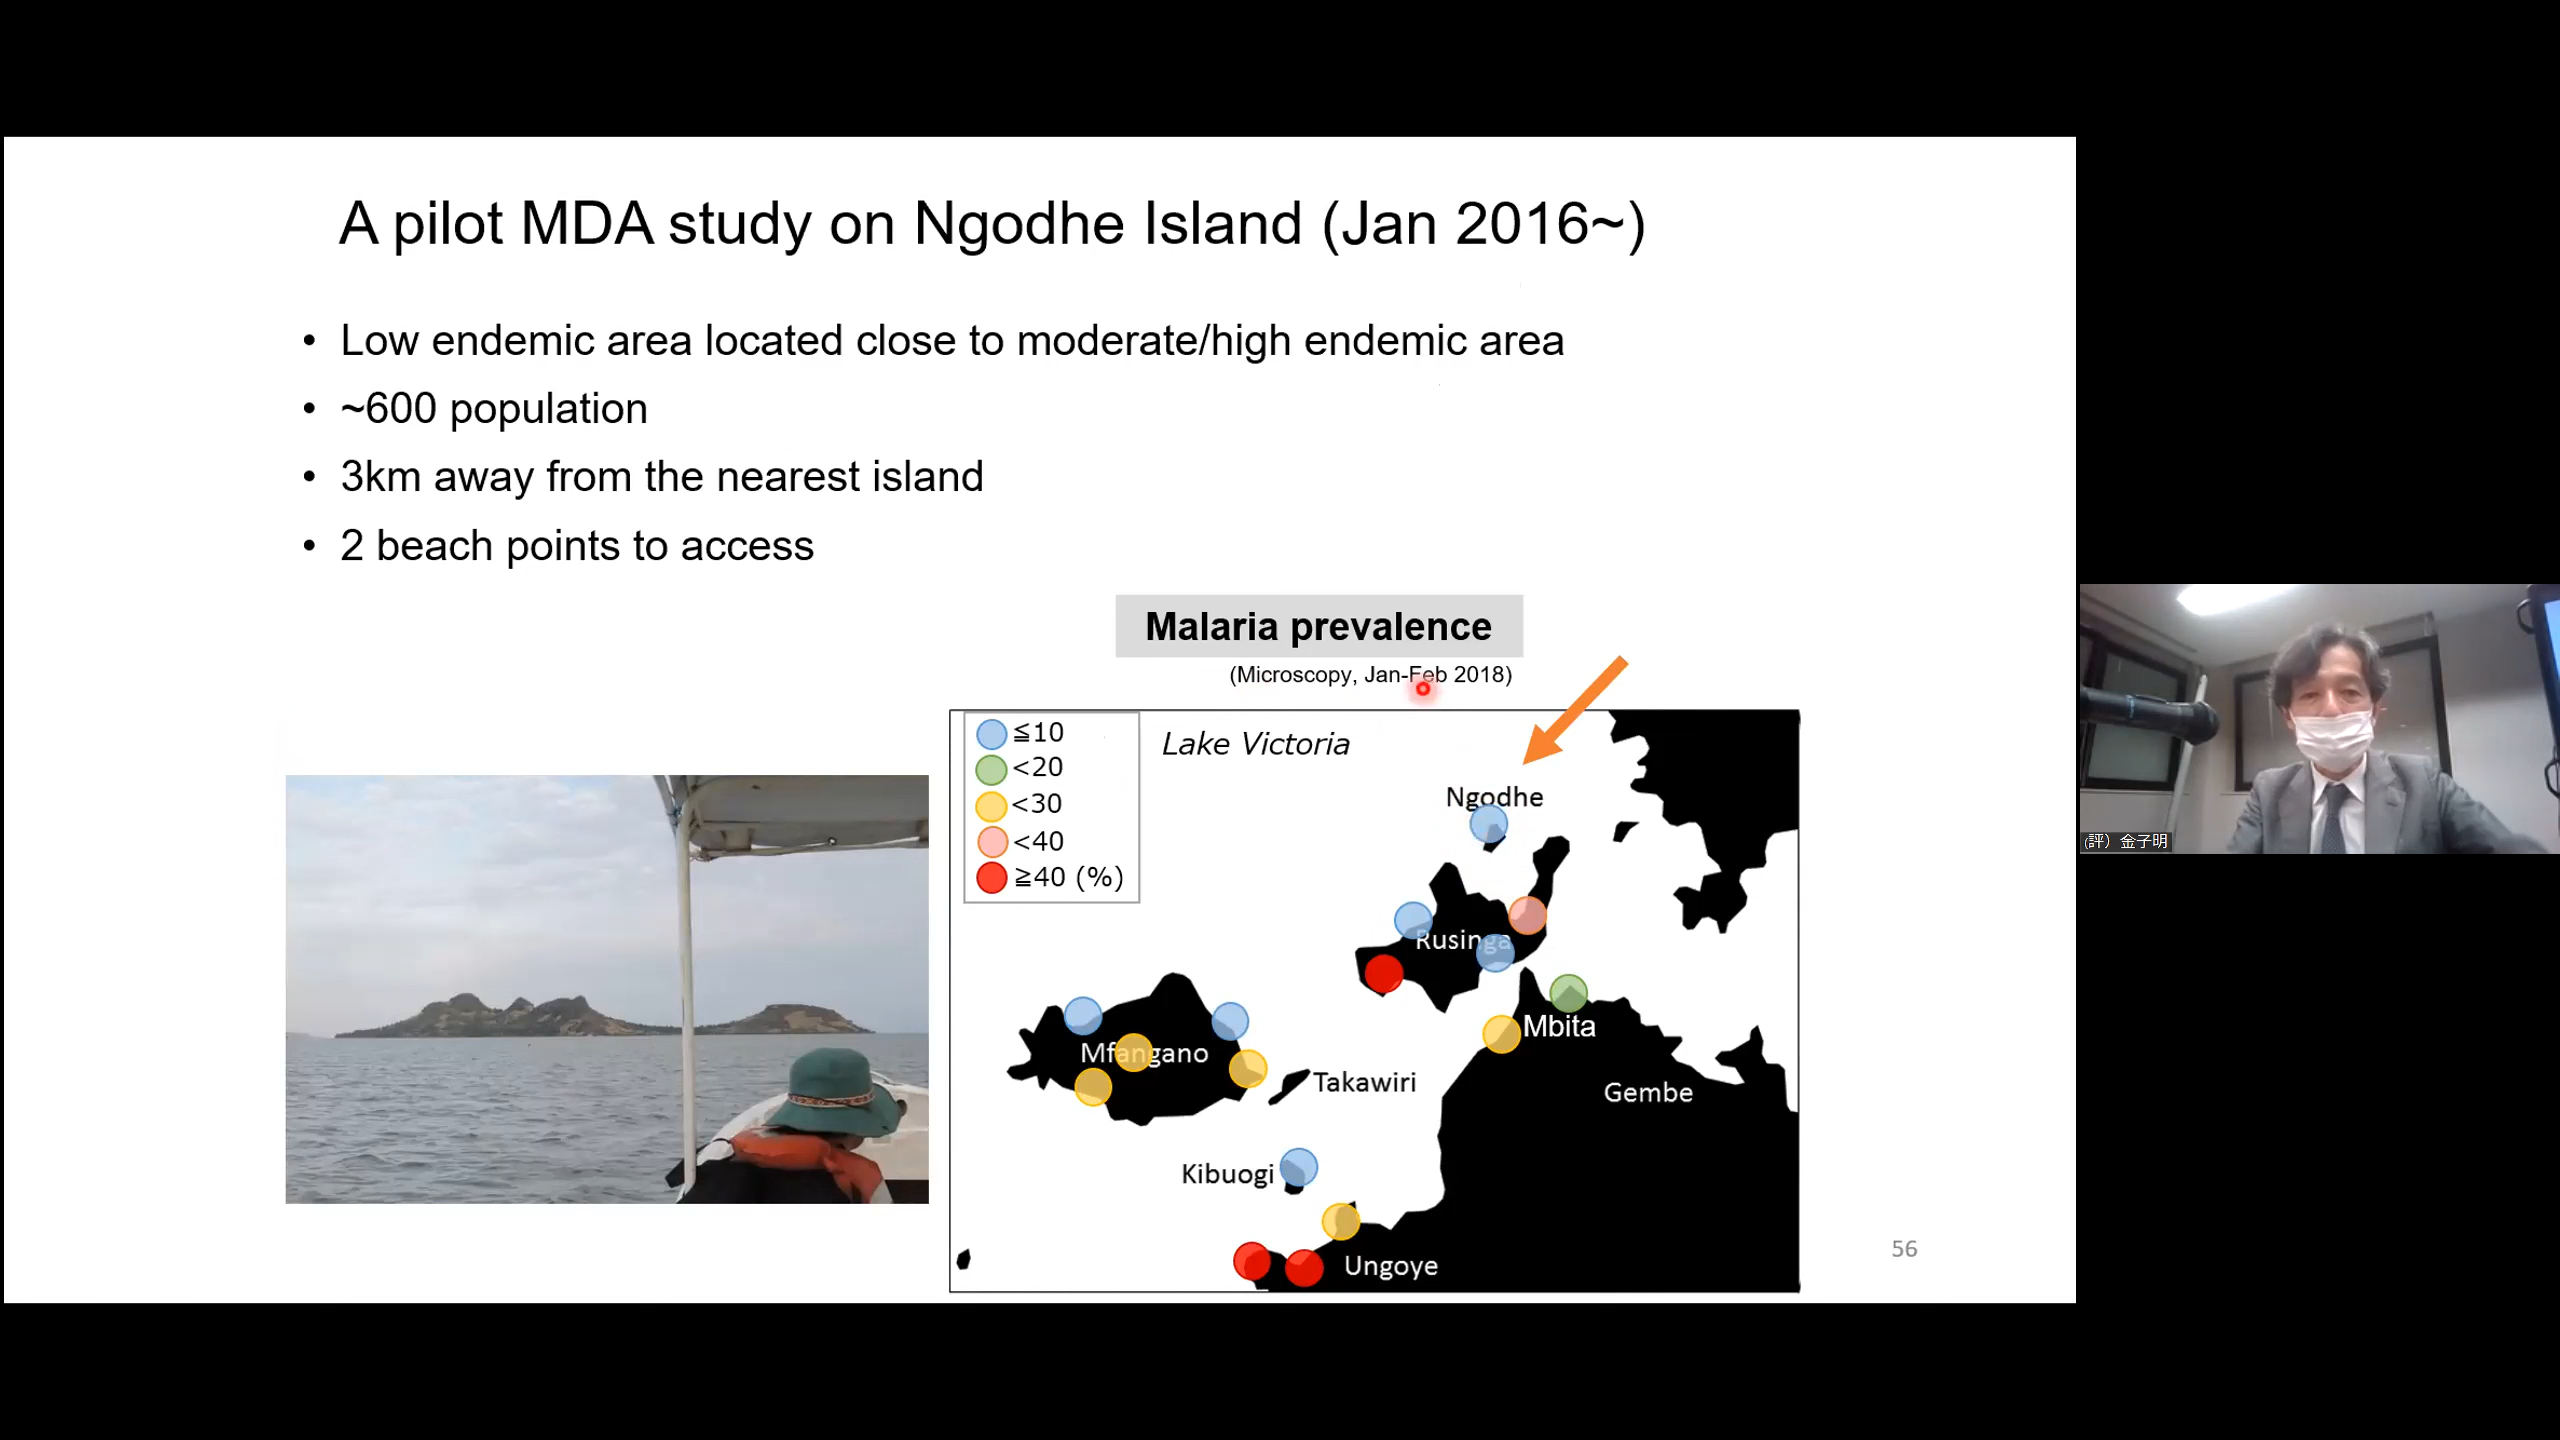 A pilot MDA study on Ngodhe Island (Jan 2016~)
• Low endemic area located close to moderate/high endemic area
• ~600 population
• 3km away from the nearest island
• 2 beach points to access
Malaria prevalence
(Microscopy, Jan-Feb 2018)
≦10
<20
<30
<40
≧40 (%)
Lake Victoria
Ngodhe
Rusinga
Mbita
Mfangano
Takawiri
Gembe
Kibuogi
Ungoye
56
(評）金子明